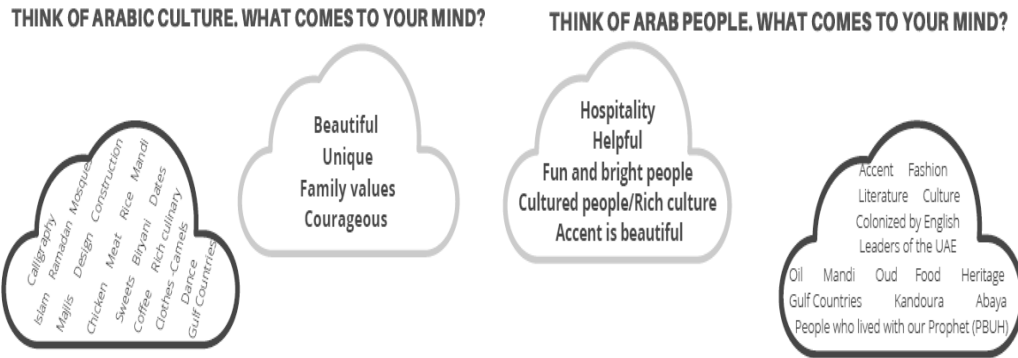 THINK OF ARABIC CULTURE. WHAT COMES TO YOUR MIND?
Calligraphy
Islam Ramadan Mosque
Majlis Design Construction
Chicken Meat Rice Mandi
Sweets Biryani Dates
Coffee Rich culinary
Clothes -Camels
Dance
Gulf Countries
Beautiful
Unique
Family values
Courageous
THINK OF ARAB PEOPLE. WHAT COMES TO YOUR MIND?
Hospitality
Helpful
Fun and bright people
Cultured people/Rich culture
Accent is beautiful
Accent Fashion
Literature Culture
Colonized by English
Leaders of the UAE
Oil Mandi Oud Food Heritage
Gulf Countries Kandoura Abaya
People who lived with our Prophet (PBUH)